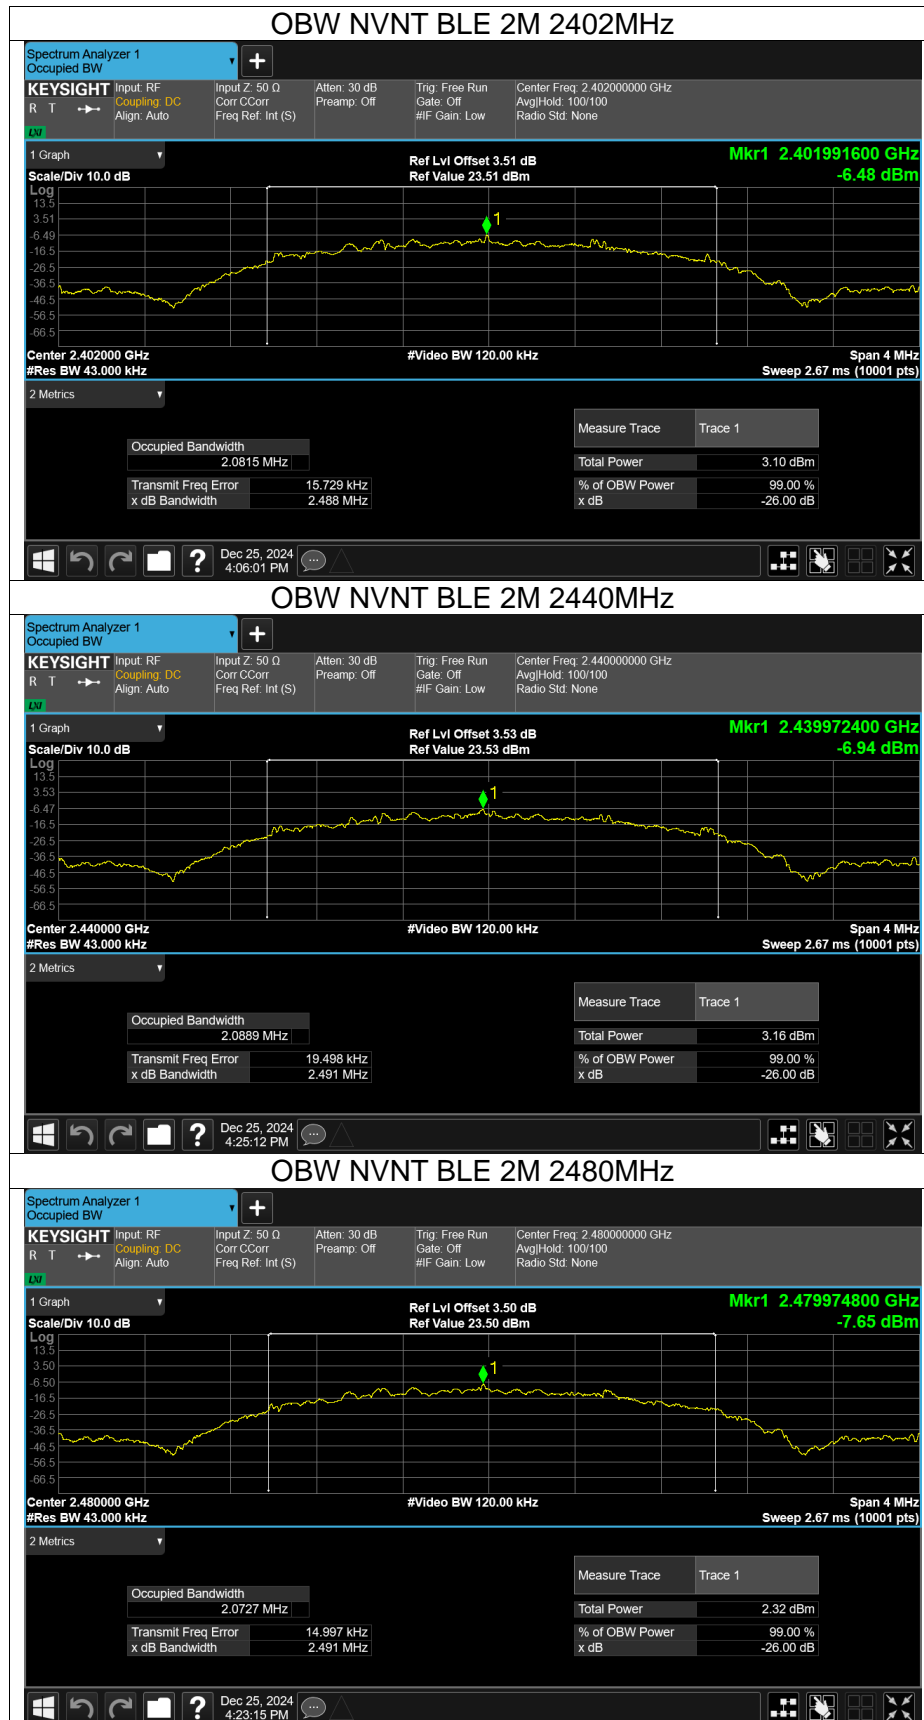 OBW NVNT BLE 2M 2402MHz
Spectrum Analyzer 1
Occupied BW
+
KEYSIGHT Input: RF Input Z: 50 Ω Atten: 30 dB Trig: Free Run Center Freq: 2.402000000 GHz
R T Coupling: DC Corr CCorr Preamp: Off Gate: Off Avg|Hold: 100/100
Align: Auto Freq Ref: Int (S) #IF Gain: Low Radio Std: None
LXI
1 Graph Ref Lvl Offset 3.51 dB Mkr1 2.401991600 GHz
Scale/Div 10.0 dB Ref Value 23.51 dBm -6.48 dBm
Log
13.5
3.51
1
-6.49
-16.5
-26.5
-36.5
-46.5
-56.5
-66.5
Center 2.402000 GHz #Video BW 120.00 kHz Span 4 MHz
#Res BW 43.000 kHz Sweep 2.67 ms (10001 pts)
2 Metrics
Measure Trace Trace 1
Occupied Bandwidth
2.0815 MHz Total Power 3.10 dBm
Transmit Freq Error 15.729 kHz % of OBW Power 99.00 %
x dB Bandwidth 2.488 MHz x dB -26.00 dB
? Dec 25, 2024
4:06:01 PM
OBW NVNT BLE 2M 2440MHz
Spectrum Analyzer 1
Occupied BW
+
KEYSIGHT Input: RF Input Z: 50 Ω Atten: 30 dB Trig: Free Run Center Freq: 2.440000000 GHz
R T Coupling: DC Corr CCorr Preamp: Off Gate: Off Avg|Hold: 100/100
Align: Auto Freq Ref: Int (S) #IF Gain: Low Radio Std: None
LXI
1 Graph Ref Lvl Offset 3.53 dB Mkr1 2.439972400 GHz
Scale/Div 10.0 dB Ref Value 23.53 dBm -6.94 dBm
Log
13.5
3.53
1
-6.47
-16.5
-26.5
-36.5
-46.5
-56.5
-66.5
Center 2.440000 GHz #Video BW 120.00 kHz Span 4 MHz
#Res BW 43.000 kHz Sweep 2.67 ms (10001 pts)
2 Metrics
Measure Trace Trace 1
Occupied Bandwidth
2.0889 MHz Total Power 3.16 dBm
Transmit Freq Error 19.498 kHz % of OBW Power 99.00 %
x dB Bandwidth 2.491 MHz x dB -26.00 dB
? Dec 25, 2024
4:25:12 PM
OBW NVNT BLE 2M 2480MHz
Spectrum Analyzer 1
Occupied BW
+
KEYSIGHT Input: RF Input Z: 50 Ω Atten: 30 dB Trig: Free Run Center Freq: 2.480000000 GHz
R T Coupling: DC Corr CCorr Preamp: Off Gate: Off Avg|Hold: 100/100
Align: Auto Freq Ref: Int (S) #IF Gain: Low Radio Std: None
LXI
1 Graph Ref Lvl Offset 3.50 dB Mkr1 2.479974800 GHz
Scale/Div 10.0 dB Ref Value 23.50 dBm -7.65 dBm
Log
13.5
3.50
1
-6.50
-16.5
-26.5
-36.5
-46.5
-56.5
-66.5
Center 2.480000 GHz #Video BW 120.00 kHz Span 4 MHz
#Res BW 43.000 kHz Sweep 2.67 ms (10001 pts)
2 Metrics
Measure Trace Trace 1
Occupied Bandwidth
2.0727 MHz Total Power 2.32 dBm
Transmit Freq Error 14.997 kHz % of OBW Power 99.00 %
x dB Bandwidth 2.491 MHz x dB -26.00 dB
? Dec 25, 2024
4:23:15 PM